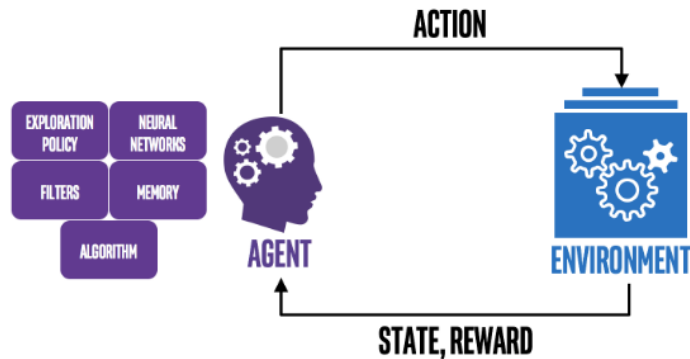 ACTION
EXPLORATION
POLICY
NEURAL
NETWORKS
FILTERS
MEMORY
ALGORITHM
AGENT
ENVIRONMENT
STATE, REWARD